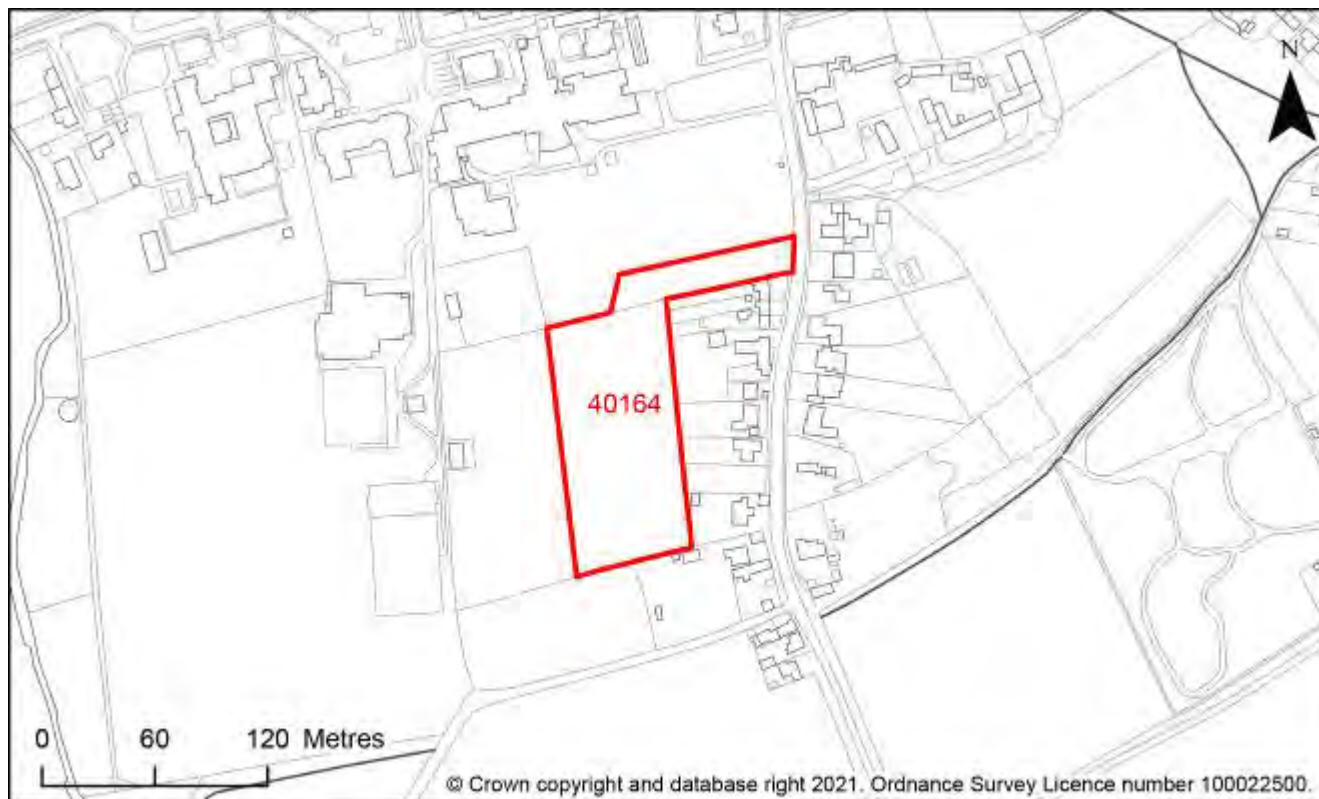 N
40164
0 60 120 Metres
© Crown copyright and database right 2021. Ordnance Survey Licence number 100022500.